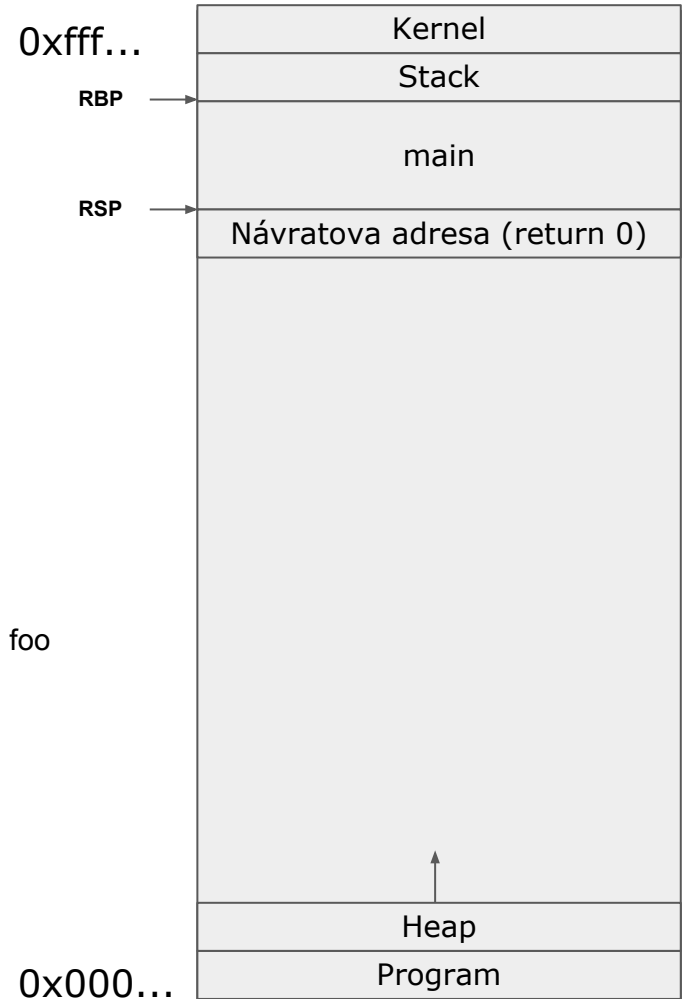 0xfff...
Kernel
Stack
RBP
main
RSP
Návratova adresa (return 0)
foo
Heap
0x000...
Program